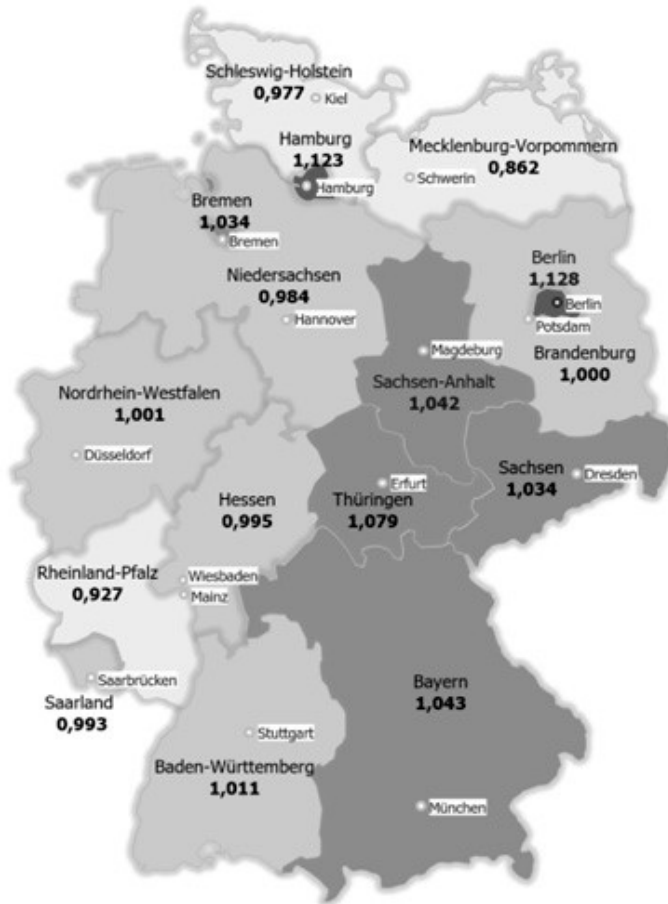 Schleswig-Holstein
0,977
Kiel
Hamburg
1,123
Hamburg
Mecklenburg-Vorpommern
0,862
Schwerin
Bremen
1,034
Bremen
Niedersachsen
0,984
Hannover
Berlin
1,128
Berlin
Potsdam
Brandenburg
1,000
Magdeburg
Sachsen-Anhalt
1,042
Nordrhein-Westfalen
1,001
Düsseldorf
Hessen
0,995
Wiesbaden
Mainz
Erfurt
Thüringen
1,079
Sachsen
1,034
Dresden
Rheinland-Pfalz
0,927
Saarbrücken
Saarland
0,993
Bayern
1,043
München
Stuttgart
Baden-Württemberg
1,011